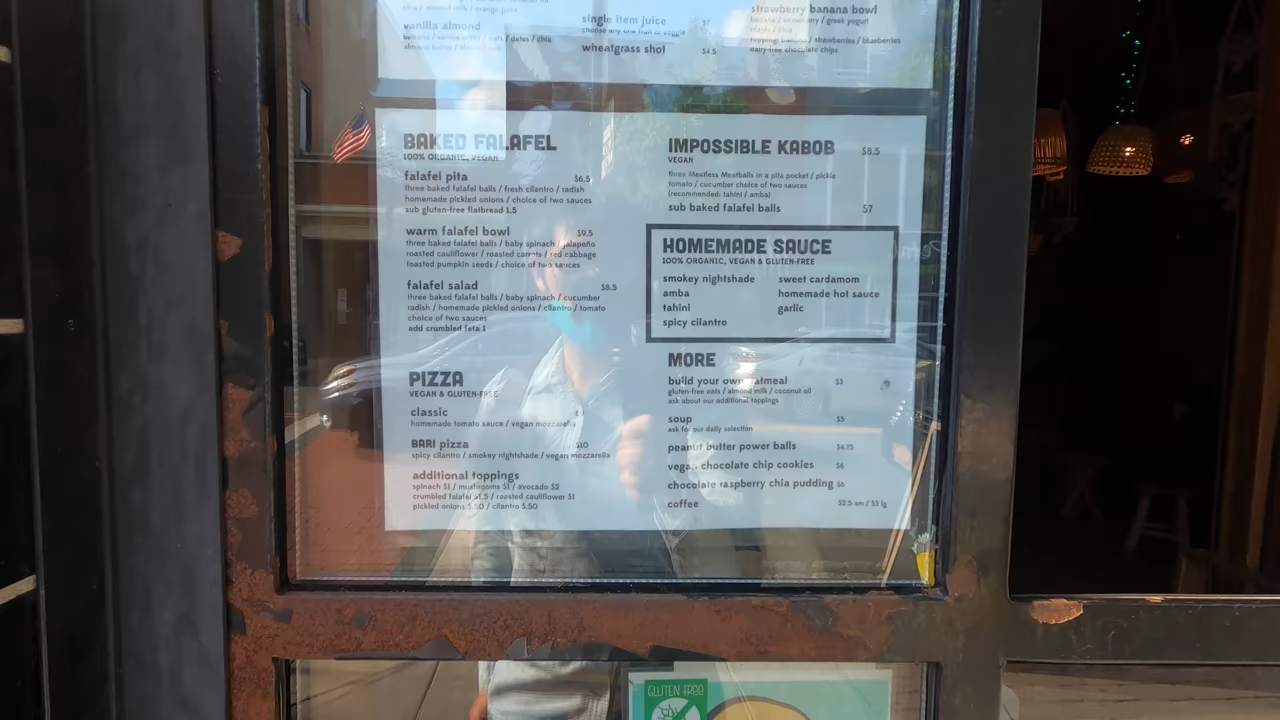 chia / almond milk / orange juice
vanilla almond
almond butter / almond milk
single item juice $7
choose any one fruit or veggie
wheatgrass shot $4.5
strawberry banana bowl
banana / strawberry / greek yogurt
topping: banana / strawberries / blueberries
dairy-free chocolate chips
BAKED FALAFEL
100% ORGANIC, VEGAN
falafel pita $6.5
three baked falafel balls / fresh cilantro / radish
homemade pickled onions / choice of two sauces
sub gluten-free flatbread 1.5
warm falafel bowl $9.5
three baked falafel balls / baby spinach / jalapeño
roasted cauliflower / roasted carrots / red cabbage
toasted pumpkin seeds / choice of two sauces
falafel salad $8.5
three baked falafel balls / baby spinach / cucumber
radish / homemade pickled onions / cilantro / tomato
choice of two sauces
add crumbled feta 1
PIZZA
VEGAN & GLUTEN-FREE
classic
homemade tomato sauce / vegan mozzarella
BARI pizza $10
spicy cilantro / smokey nightshade / vegan mozzarella
additional toppings
spinach $1 / mushrooms $1 / avocado $2
crumbled falafel $1.5 / roasted cauliflower $1
pickled onions $.50 / cilantro $.50
IMPOSSIBLE KABOB $8.5
VEGAN
three Meatless Meatballs in a pita pocket / pickle
tomato / cucumber choice of two sauces
(recommended: tahini / amba)
sub baked falafel balls $7
HOMEMADE SAUCE
100% ORGANIC, VEGAN & GLUTEN-FREE
smokey nightshade
amba
tahini
spicy cilantro
sweet cardamom
homemade hot sauce
garlic
MORE
build your own oatmeal $3
gluten-free oats / almond milk / coconut oil
ask about our additional toppings
soup $5
ask for our daily selection
peanut butter power balls $4.75
vegan chocolate chip cookies $6
chocolate raspberry chia pudding $6
coffee $2.5 sm / $3 lg
GLUTEN FREE